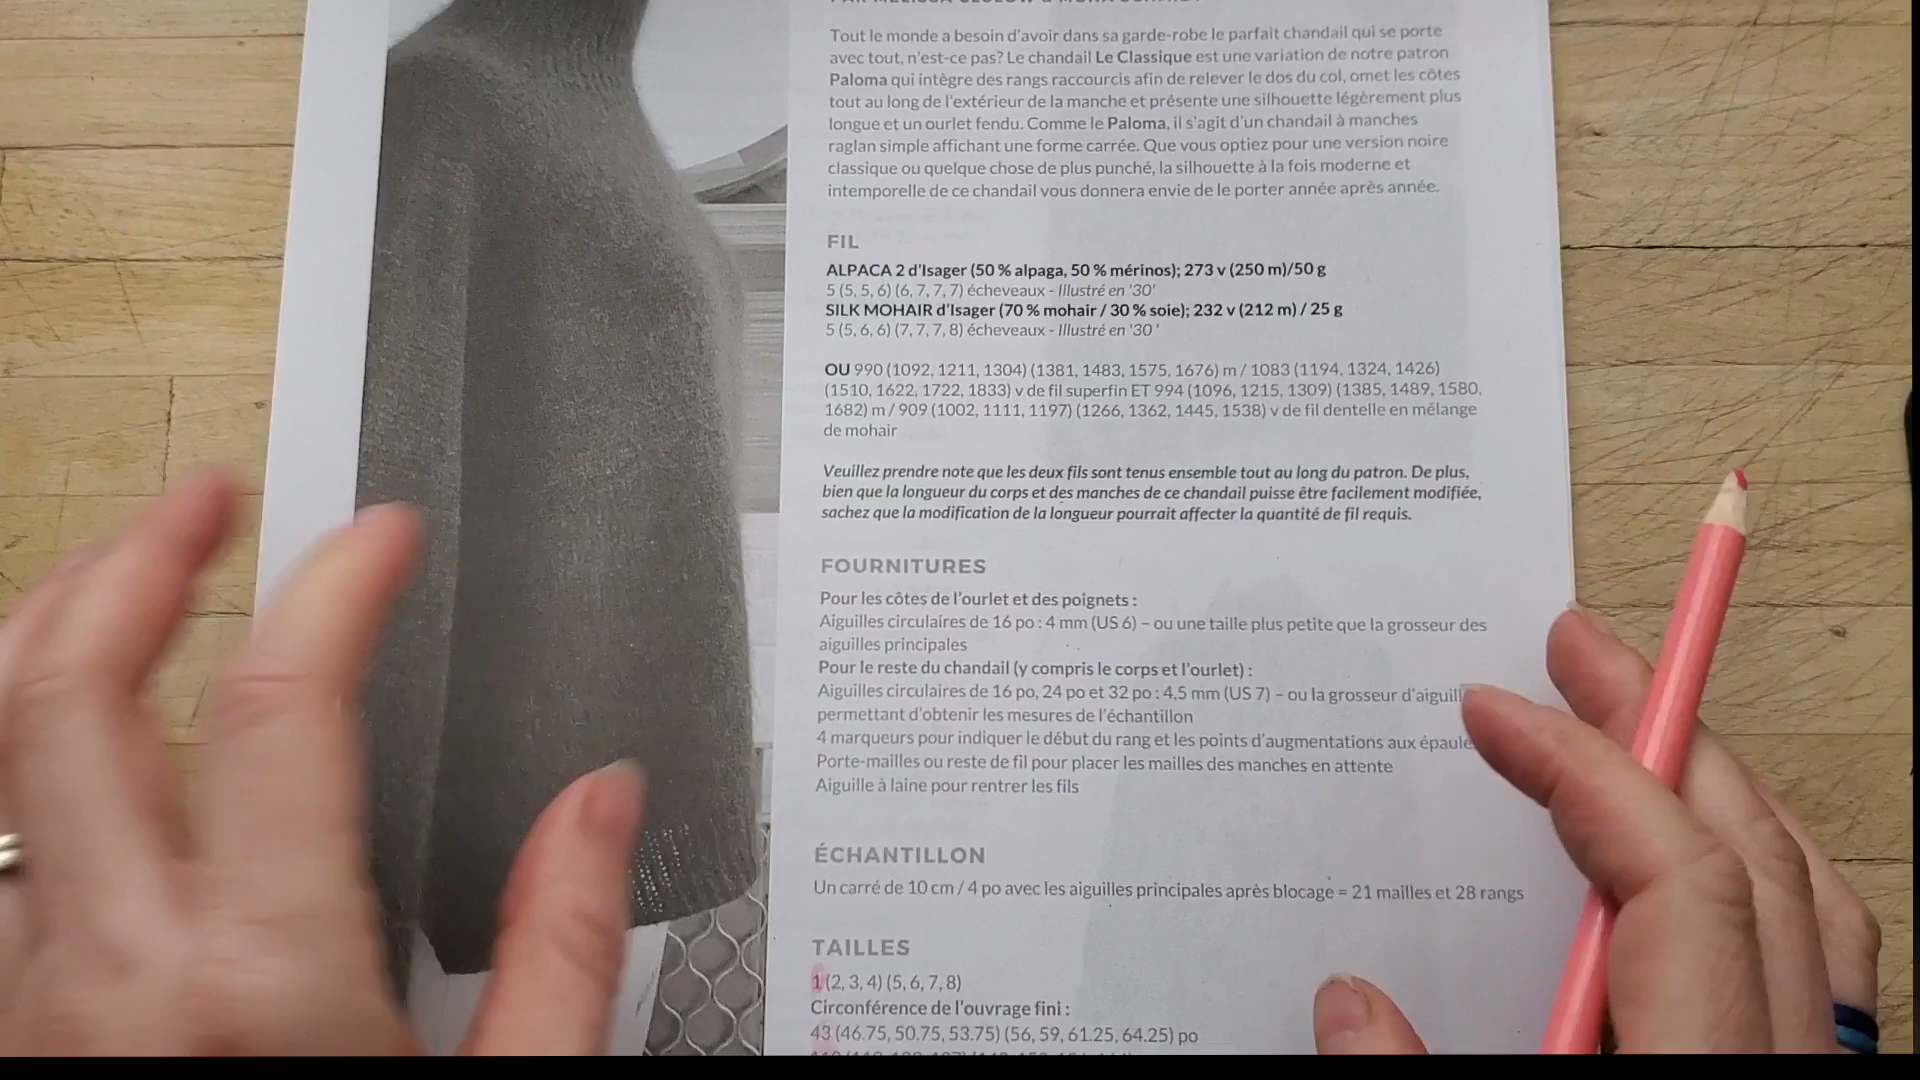 Tout le monde a besoin d'avoir dans sa garde-robe le parfait chandail qui se porte
avec tout, n'est-ce pas? Le chandail Le Classique est une variation de notre patron
Paloma qui intègre des rangs raccourcis afin de relever le dos du col, omet les côtes
tout au long de l'extérieur de la manche et présente une silhouette légèrement plus
longue et un ourlet fendu. Comme le Paloma, il s'agit d'un chandail à manches
raglan simple affichant une forme carrée. Que vous optiez pour une version noire
classique ou quelque chose de plus punché, la silhouette à la fois moderne et
intemporelle de ce chandail vous donnera envie de le porter année après année.
FIL
ALPACA 2 d'Isager (50 % alpaga, 50 % mérinos); 273 v (250 m)/50 g
5 (5, 5, 6) (6, 7, 7, 7) écheveaux - Illustré en '30'
SILK MOHAIR d'Isager (70 % mohair / 30 % soie); 232 v (212 m) / 25 g
5 (5, 6, 6) (7, 7, 7, 8) écheveaux - Illustré en '30 '
OU 990 (1092, 1211, 1304) (1381, 1483, 1575, 1676) m / 1083 (1194, 1324, 1426)
(1510, 1622, 1722, 1833) v de fil superfin ET 994 (1096, 1215, 1309) (1385, 1489, 1580,
1682) m / 909 (1002, 1111, 1197) (1266, 1362, 1445, 1538) v de fil dentelle en mélange
de mohair
Veuillez prendre note que les deux fils sont tenus ensemble tout au long du patron. De plus,
bien que la longueur du corps et des manches de ce chandail puisse être facilement modifiée,
sachez que la modification de la longueur pourrait affecter la quantité de fil requis.
FOURNITURES
Pour les côtes de l'ourlet et des poignets :
Aiguilles circulaires de 16 po : 4 mm (US 6) – ou une taille plus petite que la grosseur des
aiguilles principales
Pour le reste du chandail (y compris le corps et l'ourlet) :
Aiguilles circulaires de 16 po, 24 po et 32 po : 4,5 mm (US 7) – ou la grosseur d'aiguill
permettant d'obtenir les mesures de l'échantillon
4 marqueurs pour indiquer le début du rang et les points d'augmentations aux épaule
Porte-mailles ou reste de fil pour placer les mailles des manches en attente
Aiguille à laine pour rentrer les fils
ÉCHANTILLON
Un carré de 10 cm / 4 po avec les aiguilles principales après blocage = 21 mailles et 28 rangs
TAILLES
1 (2, 3, 4) (5, 6, 7, 8)
Circonférence de l'ouvrage fini :
43 (46.75, 50.75, 53.75) (56, 59, 61.25, 64.25) po